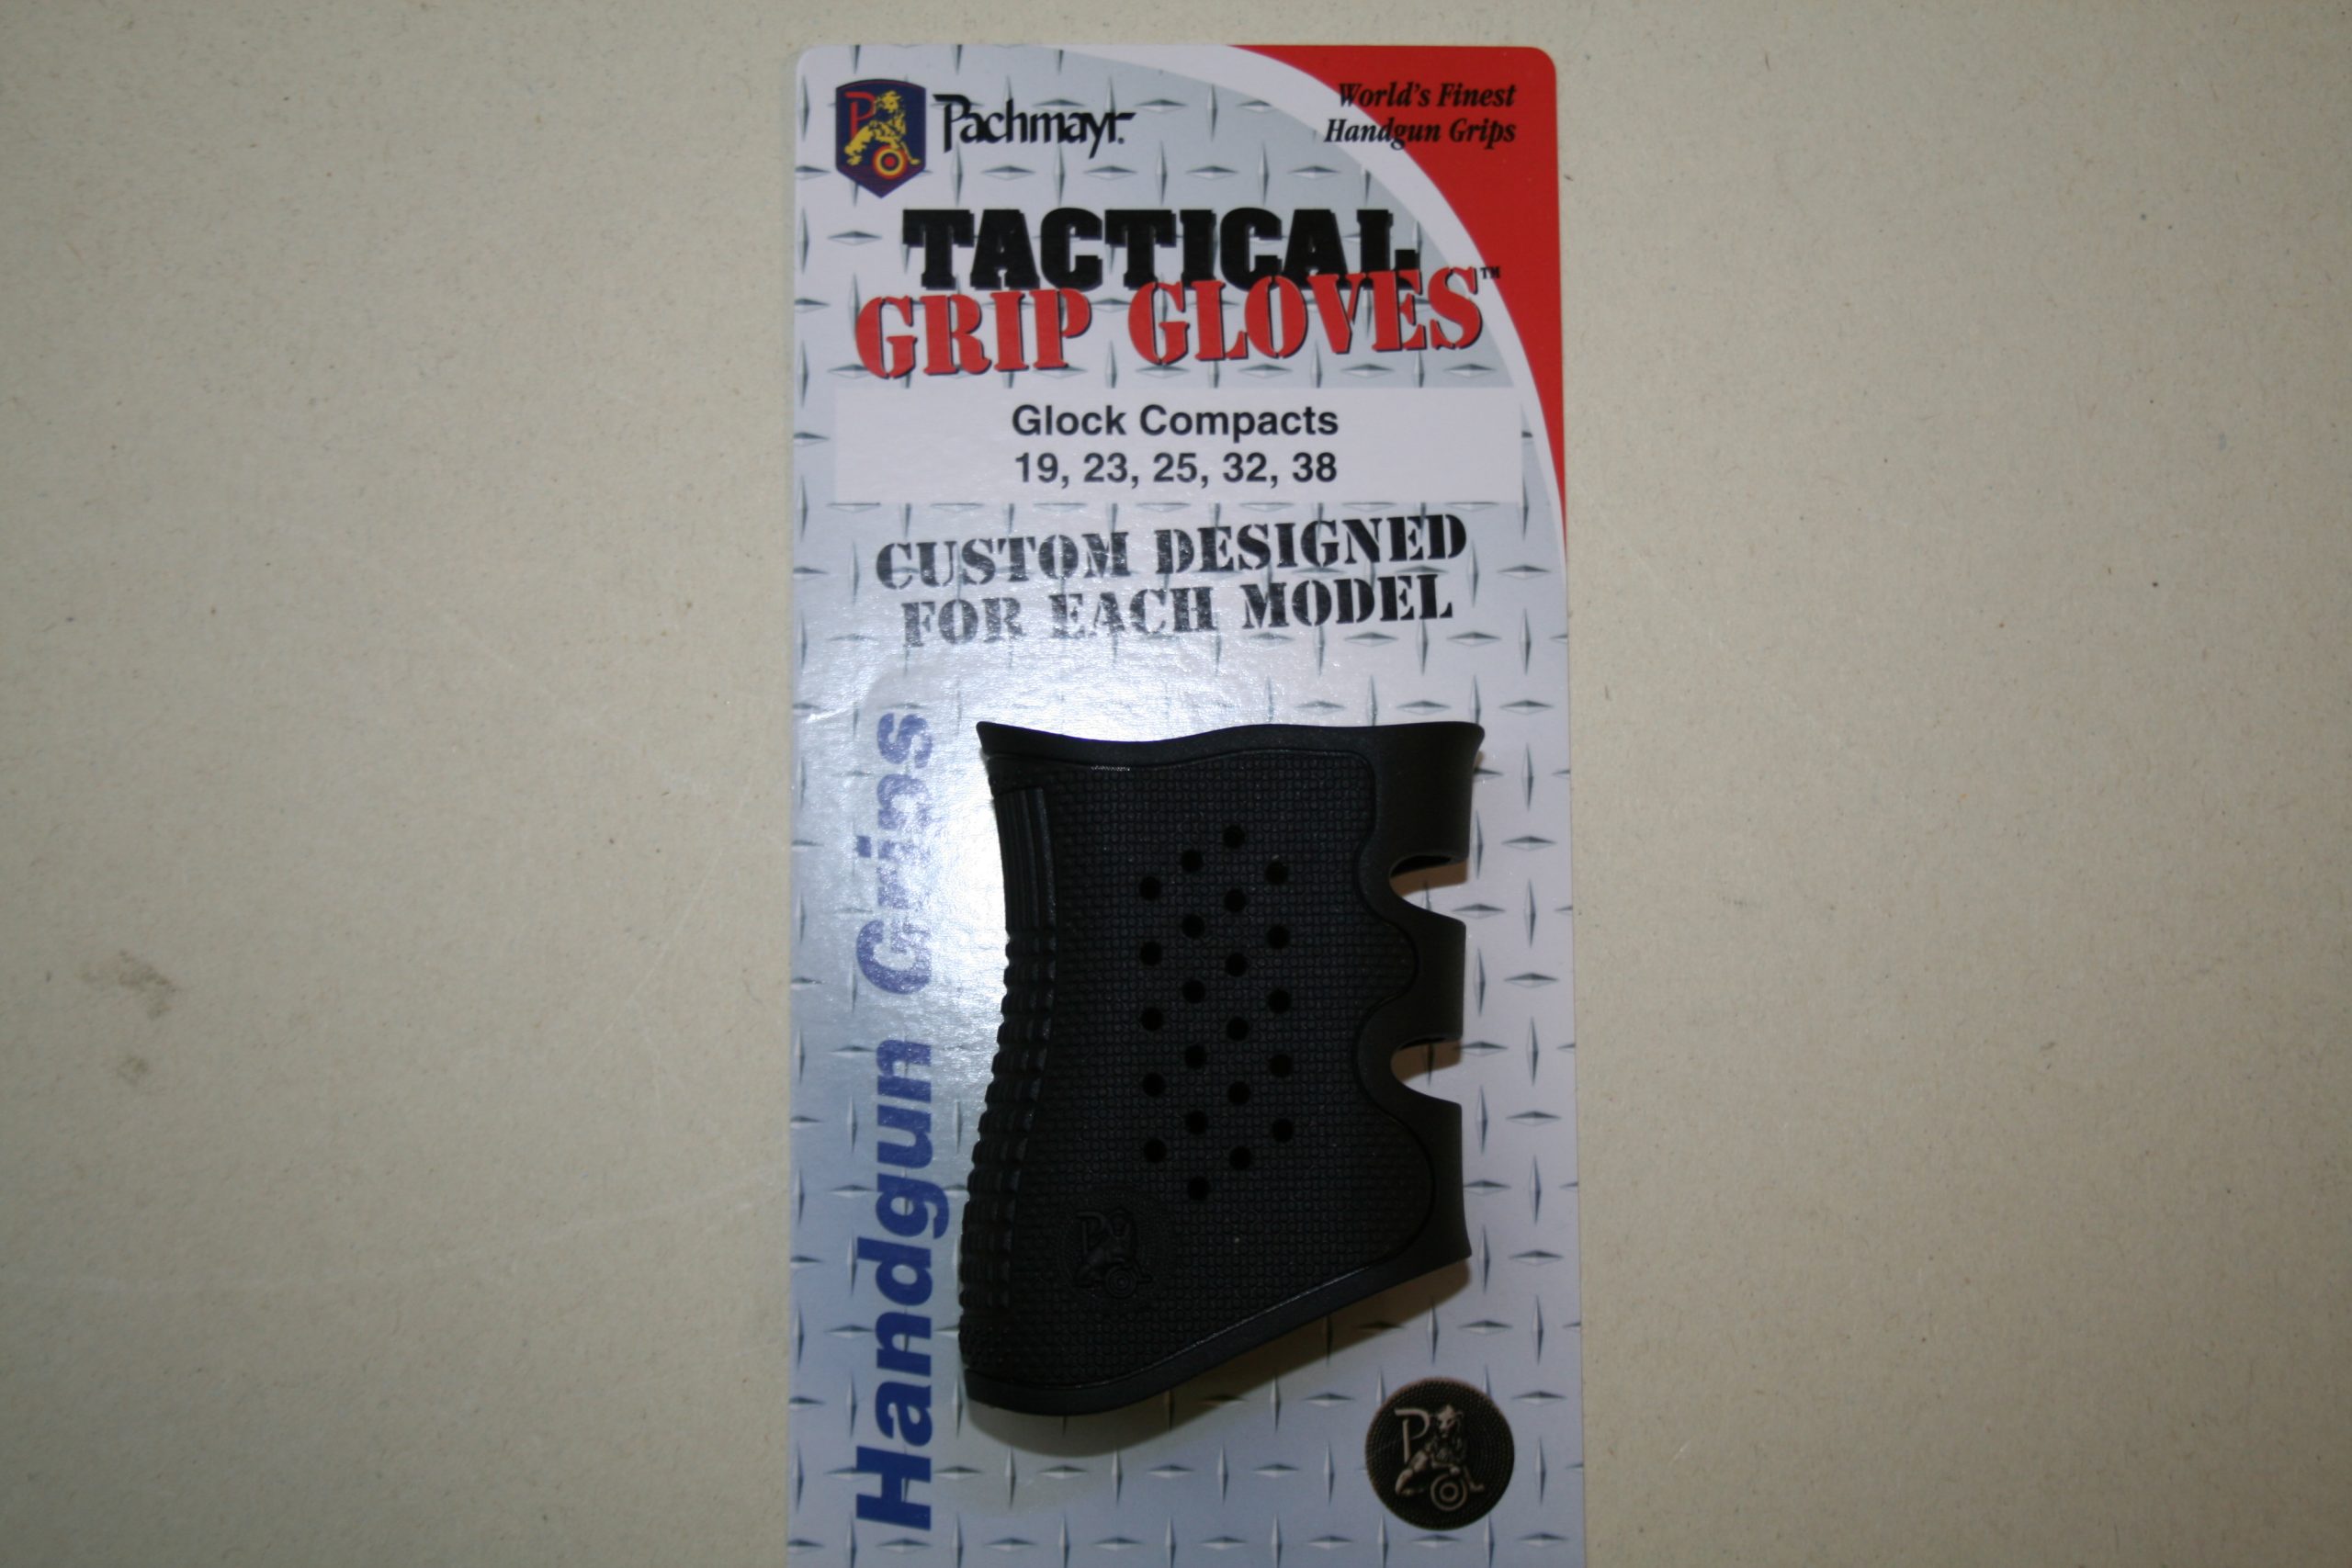 P
Pachmayr®
World's Finest
Handgun Grips
TACTICAL
GRIP GLOVES™
Glock Compacts
19, 23, 25, 32, 38
CUSTOM DESIGNED
FOR EACH MODEL
Handgun Grips
P
P